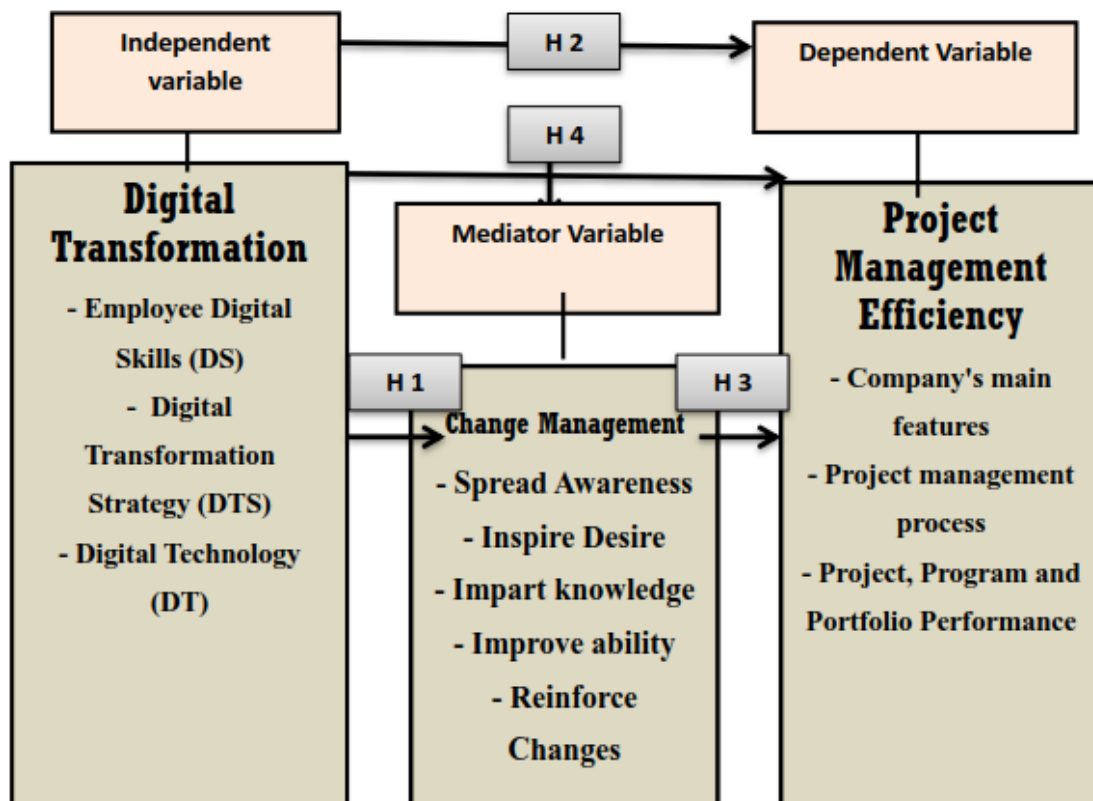 Independent
variable
H 2
Dependent Variable
H 4
Mediator Variable
Digital
Transformation
- Employee Digital
Skills (DS)
- Digital
Transformation
Strategy (DTS)
- Digital Technology
(DT)
H 1
Change Management
- Spread Awareness
- Inspire Desire
- Impart knowledge
- Improve ability
- Reinforce
Changes
H 3
Project
Management
Efficiency
- Company's main
features
- Project management
process
- Project, Program and
Portfolio Performance